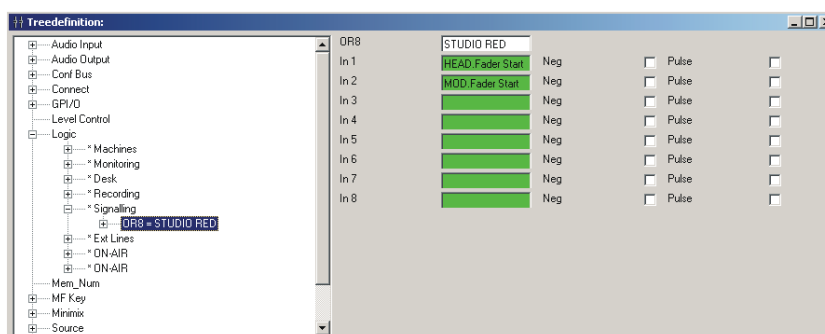 Treedefinition:
Audio Input
Audio Output
Conf Bus
Connect
GPI/O
Level Control
Logic
* Machines
* Monitoring
* Desk
* Recording
* Signalling
OR8 = STUDIO RED
* Ext Lines
* ON-AIR
* ON-AIR
Mem_Num
MF Key
Minimix
Source
OR8 STUDIO RED
In 1 HEAD.Fader Start Neg Pulse
In 2 MOD.Fader Start Neg Pulse
In 3 Neg Pulse
In 4 Neg Pulse
In 5 Neg Pulse
In 6 Neg Pulse
In 7 Neg Pulse
In 8 Neg Pulse